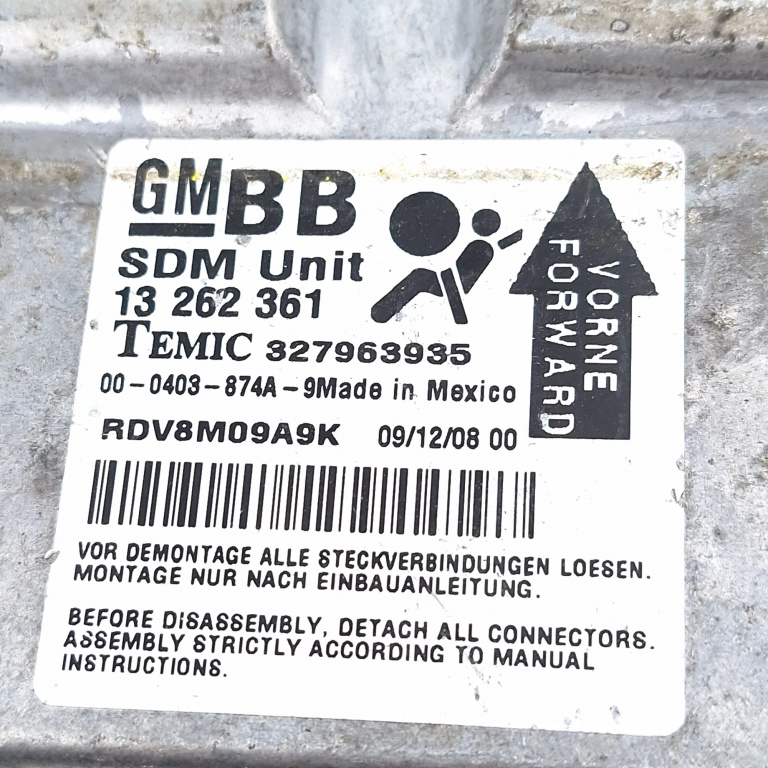 GM BB
SDM Unit
13 262 361
TEMIC 327963935
00-0403-874A-9Made in Mexico
RDV8M09A9K 09/12/08 00
VORNE
FORWARD
VOR DEMONTAGE ALLE STECKVERBINDUNGEN LOESEN.
MONTAGE NUR NACH EINBAUANLEITUNG.
BEFORE DISASSEMBLY, DETACH ALL CONNECTORS.
ASSEMBLY STRICTLY ACCORDING TO MANUAL
INSTRUCTIONS.